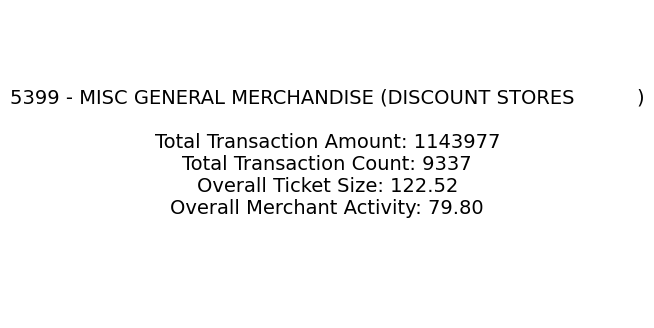 5399 - MISC GENERAL MERCHANDISE (DISCOUNT STORES          )
Total Transaction Amount: 1143977
Total Transaction Count: 9337
Overall Ticket Size: 122.52
Overall Merchant Activity: 79.80